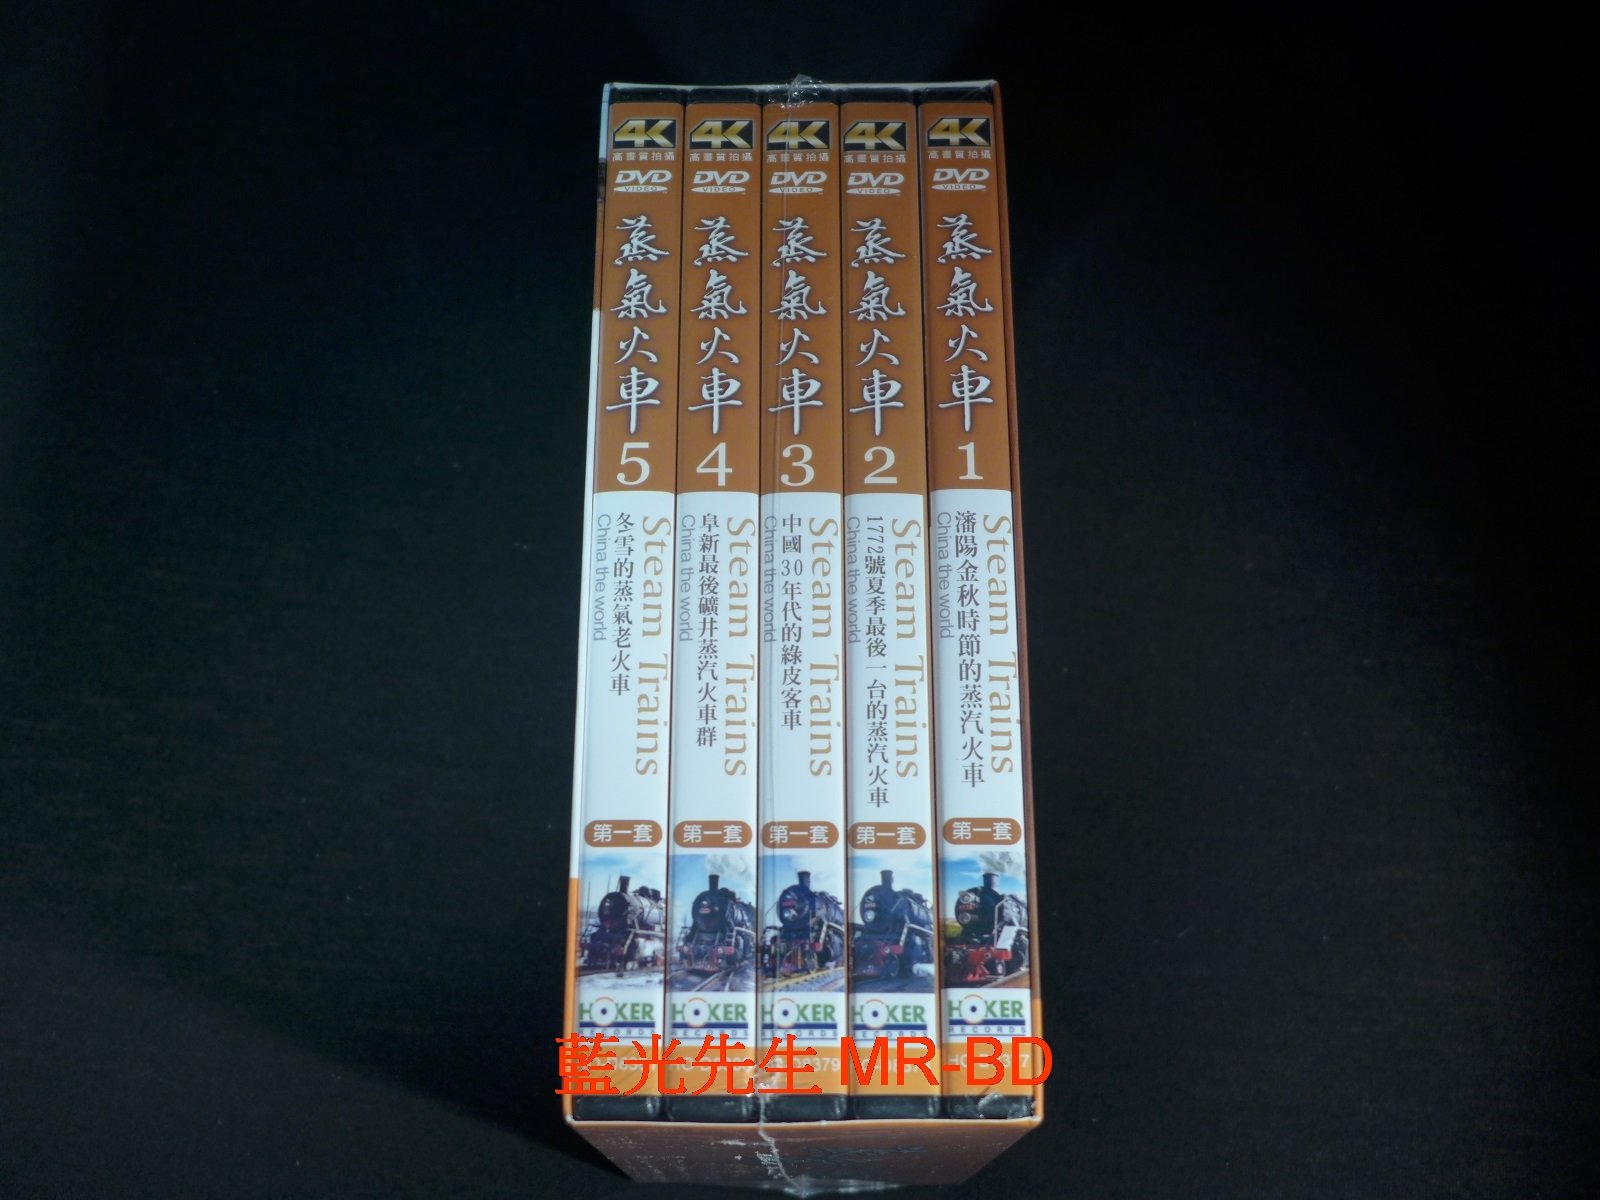 4K
高畫質拍攝
DVD
VIDEO
蒸氣火車
5
Steam Trains
冬雪的蒸氣老火車
China the world
第一套
HOKER
RECORDS
4K
高畫質拍攝
DVD
VIDEO
蒸氣火車
4
Steam Trains
阜新最後礦井蒸汽火車群
China the world
第一套
HOKER
RECORDS
4K
高畫質拍攝
DVD
VIDEO
蒸氣火車
3
Steam Trains
中國30年代的綠皮客車
China the world
第一套
HOKER
RECORDS
4K
高畫質拍攝
DVD
VIDEO
蒸氣火車
2
Steam Trains
1772號夏季最後一台的蒸汽火車
China the world
第一套
HOKER
RECORDS
4K
高畫質拍攝
DVD
VIDEO
蒸氣火車
1
Steam Trains
瀋陽金秋時節的蒸汽火車
China the world
第一套
HOKER
RECORDS
藍光先生 MR-BD